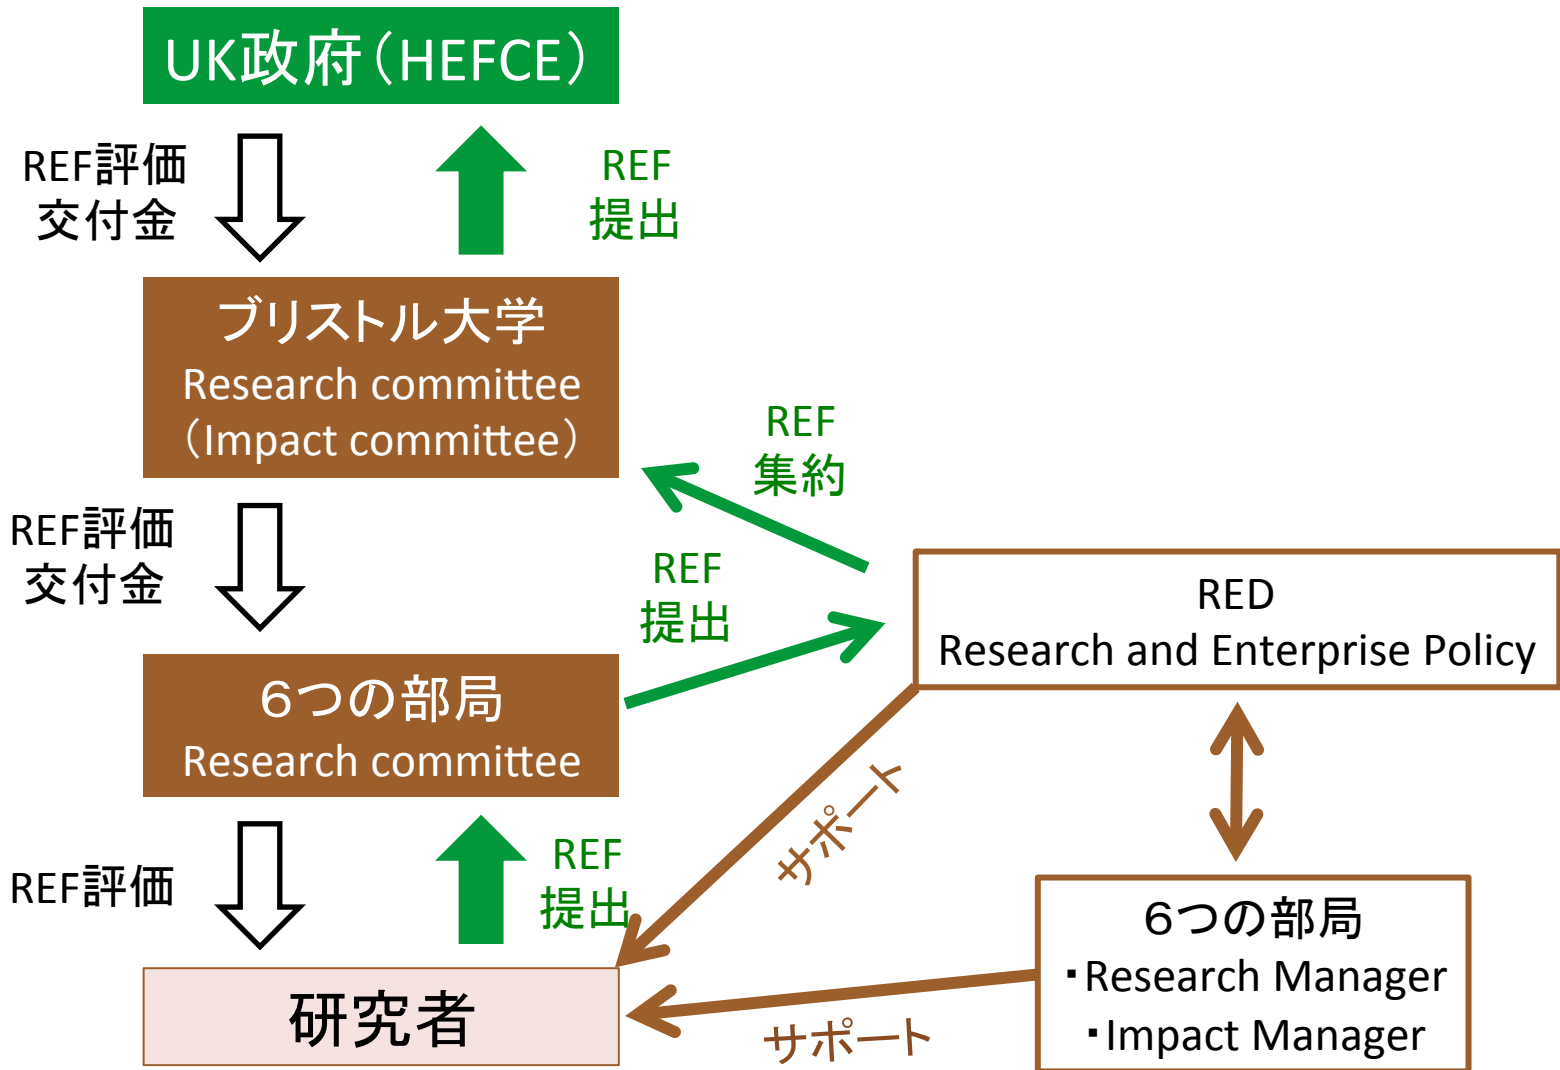 UK政府（HEFCE）
REF評価
交付金
REF
提出
ブリストル大学
Research committee
（Impact committee）
REF
集約
REF評価
交付金
REF
提出
RED
Research and Enterprise Policy
６つの部局
Research committee
サポート
REF評価
REF
提出
６つの部局
・Research Manager
・Impact Manager
研究者
サポート